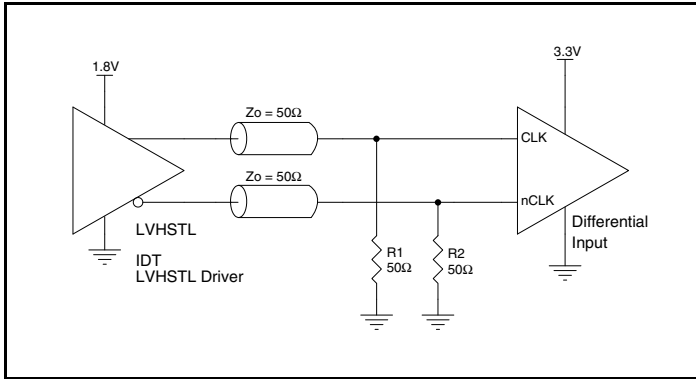 1.8V
3.3V
Zo = 50Ω
CLK
Zo = 50Ω
nCLK
LVHSTL
IDT
LVHSTL Driver
R1
50Ω
R2
50Ω
Differential
Input